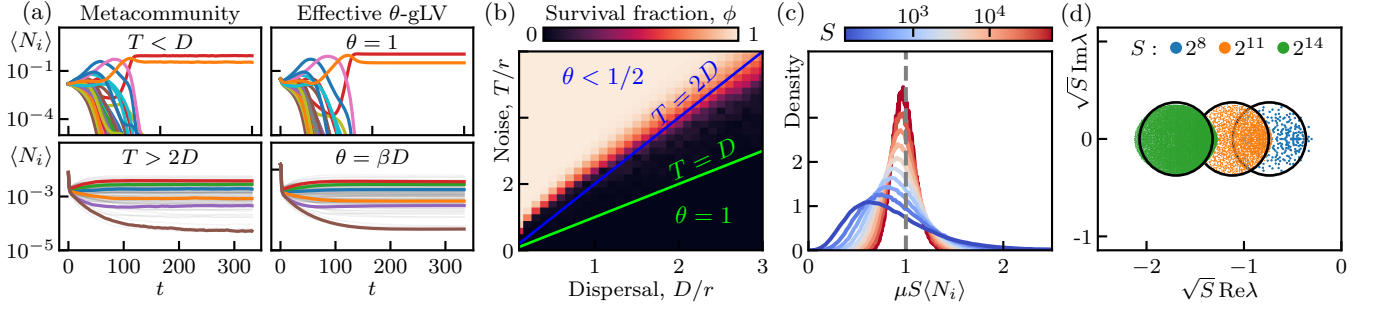 (a)
Metacommunity
Effective θ-gLV
⟨N_i⟩
10^{-1}
10^{-4}
T < D
θ = 1
⟨N_i⟩
10^{-3}
10^{-5}
T > 2D
θ = βD
0 100 200 300
t
0 100 200 300
t
(b)
Survival fraction, ϕ
0 1
Noise, T/r
0 2
θ < 1/2
T = 2D
T = D
θ = 1
1 2 3
Dispersal, D/r
(c)
S
10^3 10^4
Density
0 1 2 3 4
0 1 2
μS⟨N_i⟩
(d)
S : 2^8 2^{11} 2^{14}
√S Imλ
1
0
-1
−2 −1 0
√S Reλ